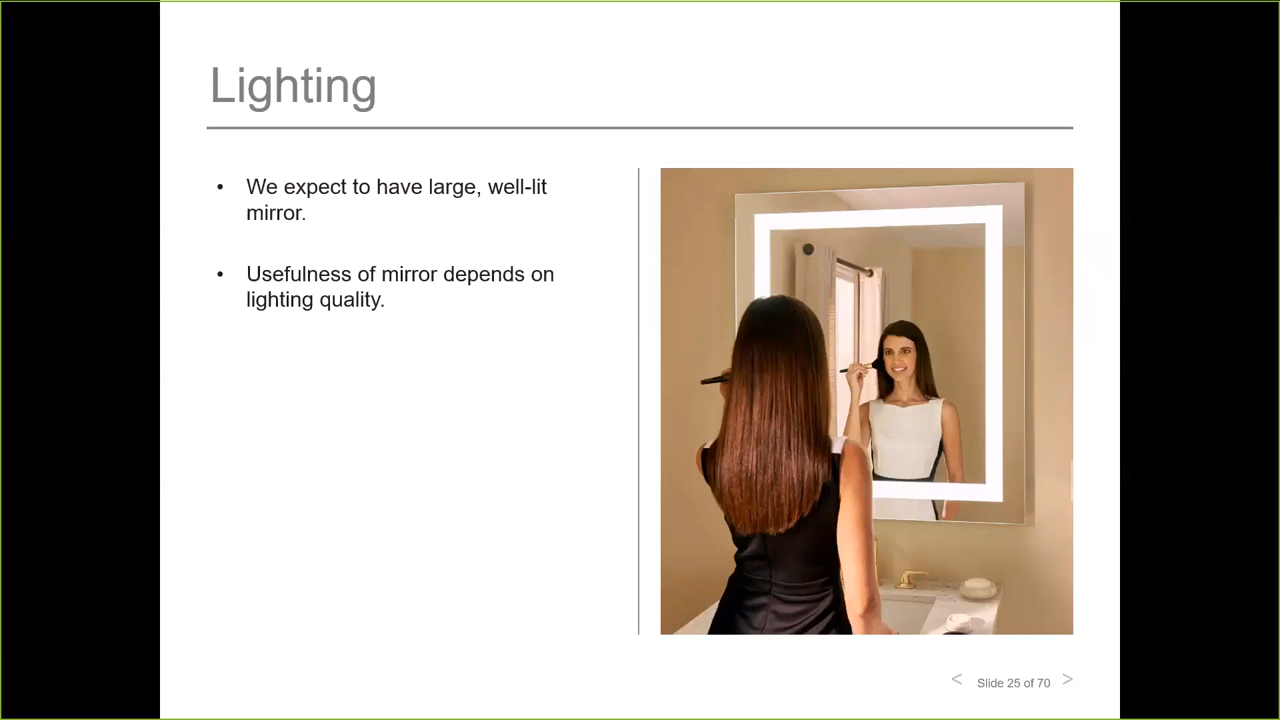 Lighting
• We expect to have large, well-lit
mirror.
• Usefulness of mirror depends on
lighting quality.
< Slide 25 of 70 >